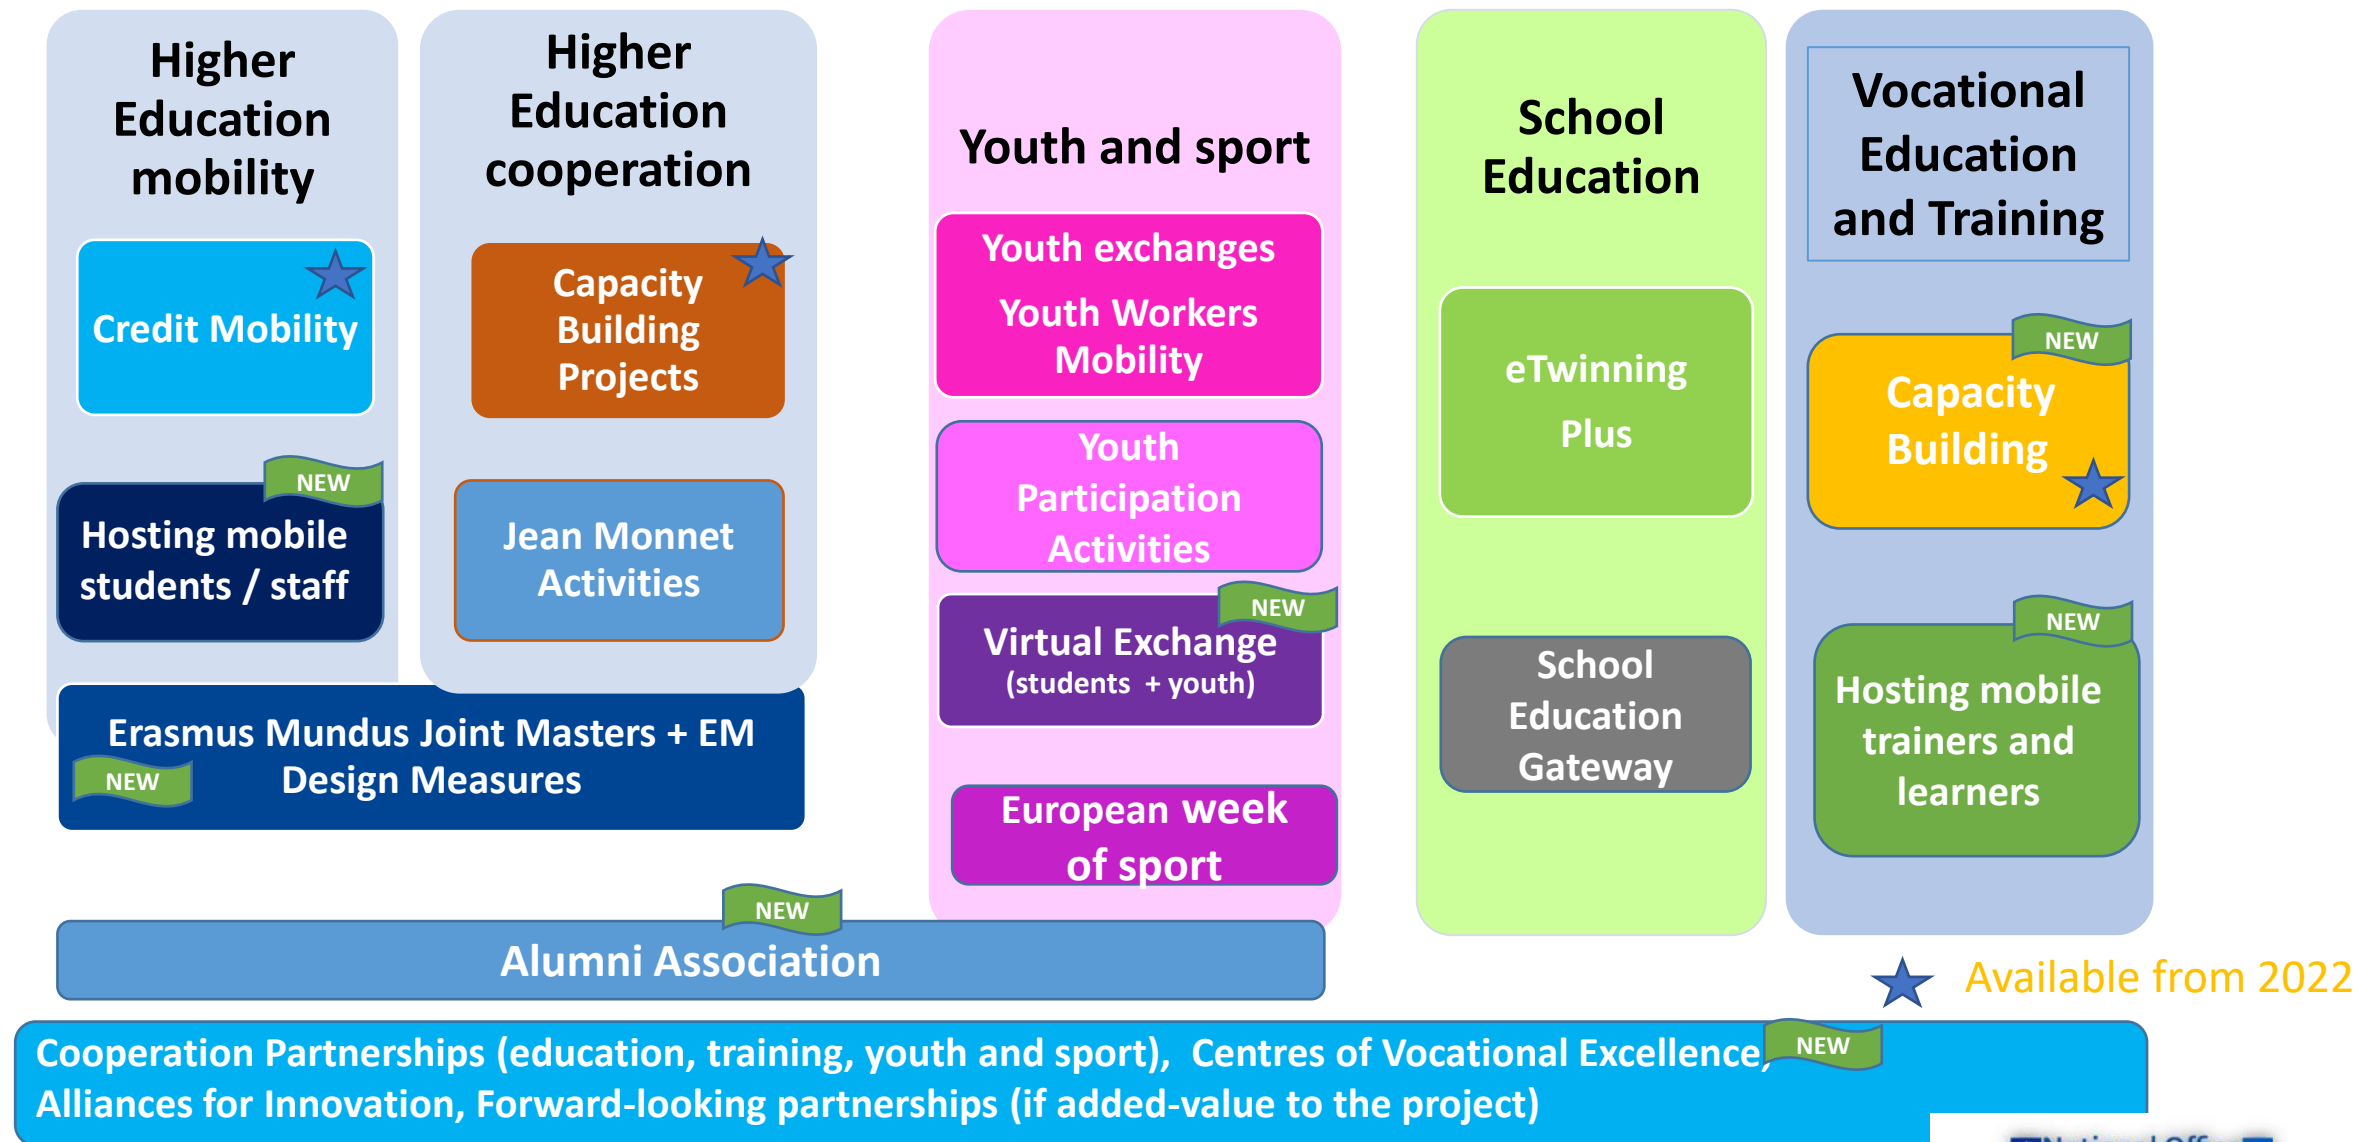 Higher
Education
mobility
Credit Mobility
NEW
Hosting mobile
students / staff
Higher
Education
cooperation
Capacity
Building
Projects
Jean Monnet
Activities
Erasmus Mundus Joint Masters + EM
NEW
Design Measures
Youth and sport
Youth exchanges
Youth Workers
Mobility
Youth
Participation
Activities
NEW
Virtual Exchange
(students + youth)
European week
of sport
School
Education
eTwinning
Plus
School
Education
Gateway
Vocational
Education
and Training
NEW
Capacity
Building
NEW
Hosting mobile
trainers and
learners
NEW
Alumni Association
Available from 2022
Cooperation Partnerships (education, training, youth and sport), Centres of Vocational Excellence,
NEW
Alliances for Innovation, Forward-looking partnerships (if added-value to the project)